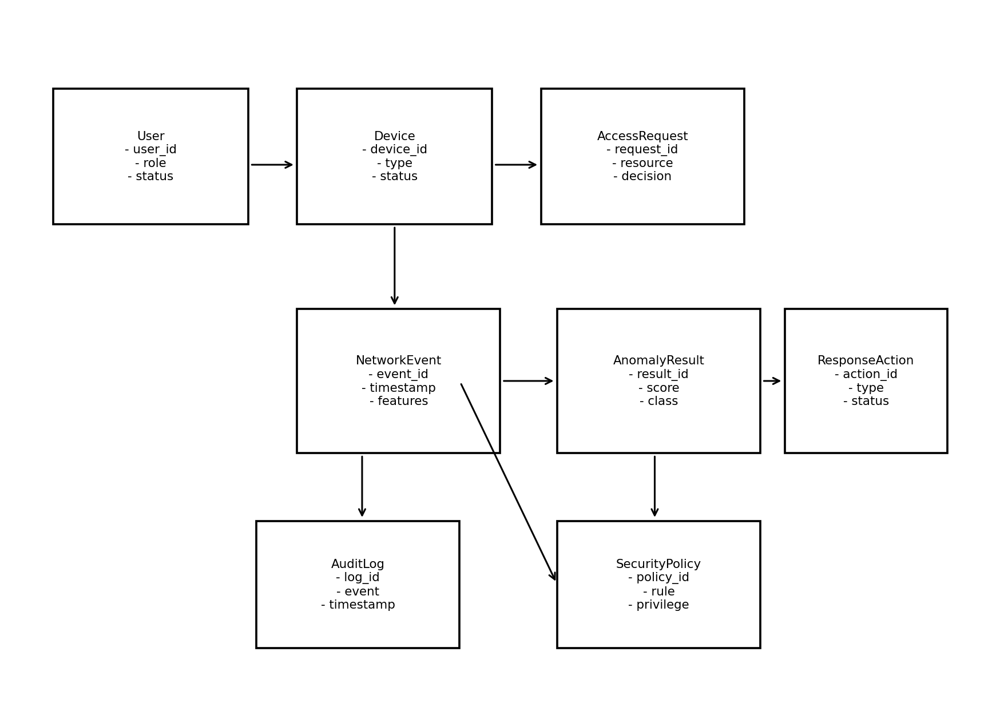 User
- user_id
- role
- status
Device
- device_id
- type
- status
AccessRequest
- request_id
- resource
- decision
NetworkEvent
- event_id
- timestamp
- features
AnomalyResult
- result_id
- score
- class
ResponseAction
- action_id
- type
- status
AuditLog
- log_id
- event
- timestamp
SecurityPolicy
- policy_id
- rule
- privilege